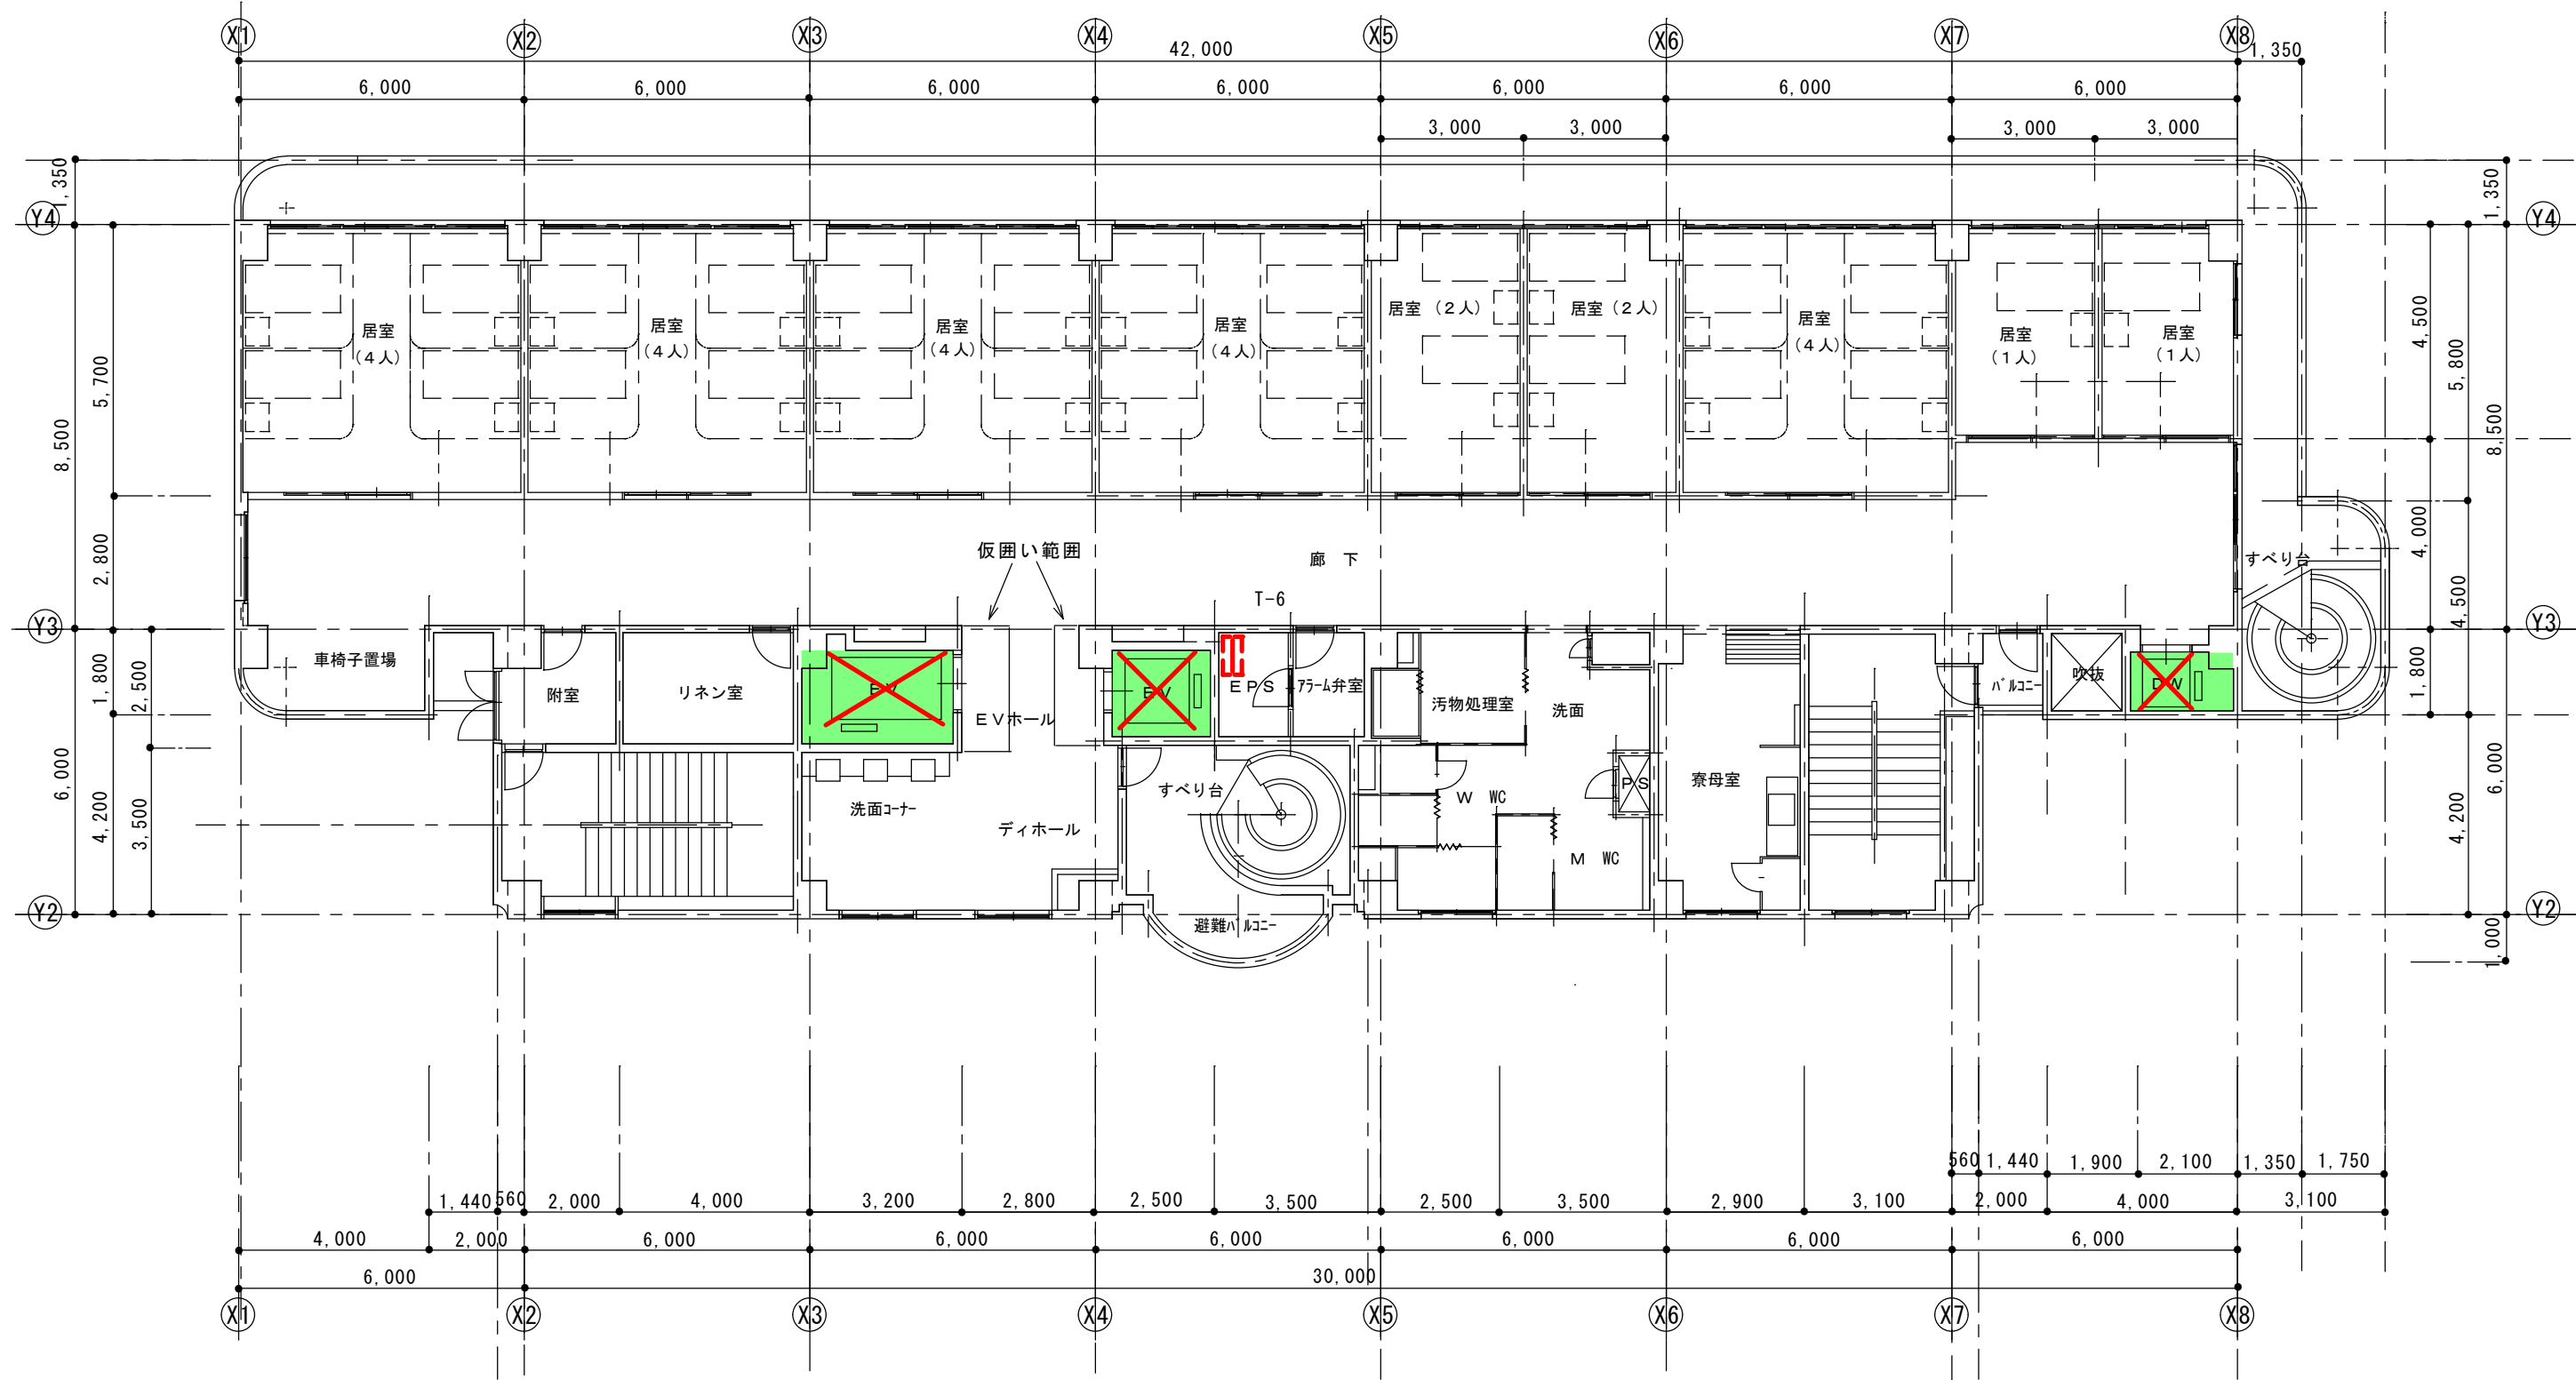 X1 X2 X3 X4 X5 X6 X7 X8
42,000 1,350
6,000 6,000 6,000 6,000 6,000 6,000 6,000
3,000 3,000 3,000 3,000
1,350 1,350
Y4 Y4
居室（２人） 居室（２人）
居室（４人）
居室（４人）
居室（４人）
居室（４人）
居室（４人）
居室（１人）
居室（１人）
5,700 8,500 2,800
4,500 5,800 8,500 4,000 4,500
仮囲い範囲
廊 下
すべり台
T-6
Y3 Y3
車椅子置場
附室
リネン室
ＥＶ
ＥＶホール
ＥＶ
ＥＰＳ
ｱﾗｰﾑ弁室
汚物処理室
洗面
ﾊﾞﾙｺﾆｰ
吹抜
ＤＷ
1,800 2,500 6,000 4,200 3,500
1,800 6,000 4,200
洗面ｺｰﾅｰ
ディホール
すべり台
Ｗ WC
ＰＳ
寮母室
Ｍ WC
Y2 Y2
避難ﾊﾞﾙｺﾆｰ
1,000
560 1,440 1,900 2,100 1,350 1,750
1,440 560 2,000 4,000 3,200 2,800 2,500 3,500 2,500 3,500 2,900 3,100 2,000 4,000 3,100
4,000 2,000 6,000 6,000 6,000 6,000 6,000 6,000
6,000 30,000
X1 X2 X3 X4 X5 X6 X7 X8